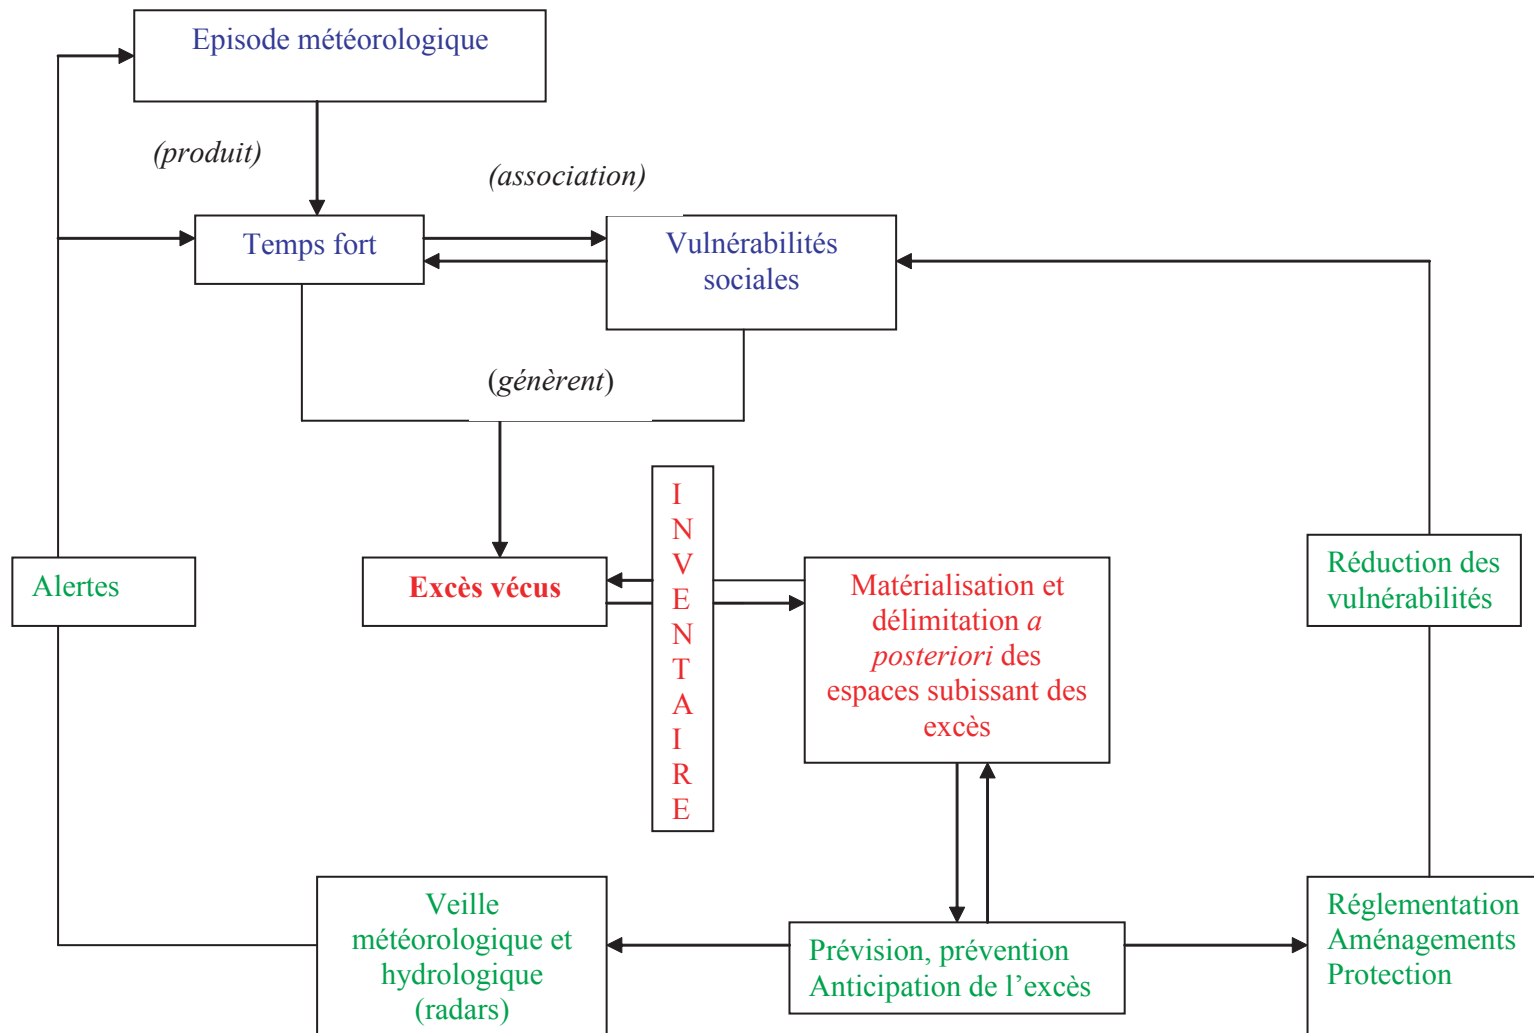 Episode météorologique
(produit)
(association)
Temps fort
Vulnérabilités
sociales
(génèrent)
I
N
V
E
N
T
A
I
R
E
Alertes
Excès vécus
Matérialisation et
délimitation a
posteriori des
espaces subissant des
excès
Réduction des
vulnérabilités
Veille
météorologique et
hydrologique
(radars)
Prévision, prévention
Anticipation de l’excès
Réglementation
Aménagements
Protection